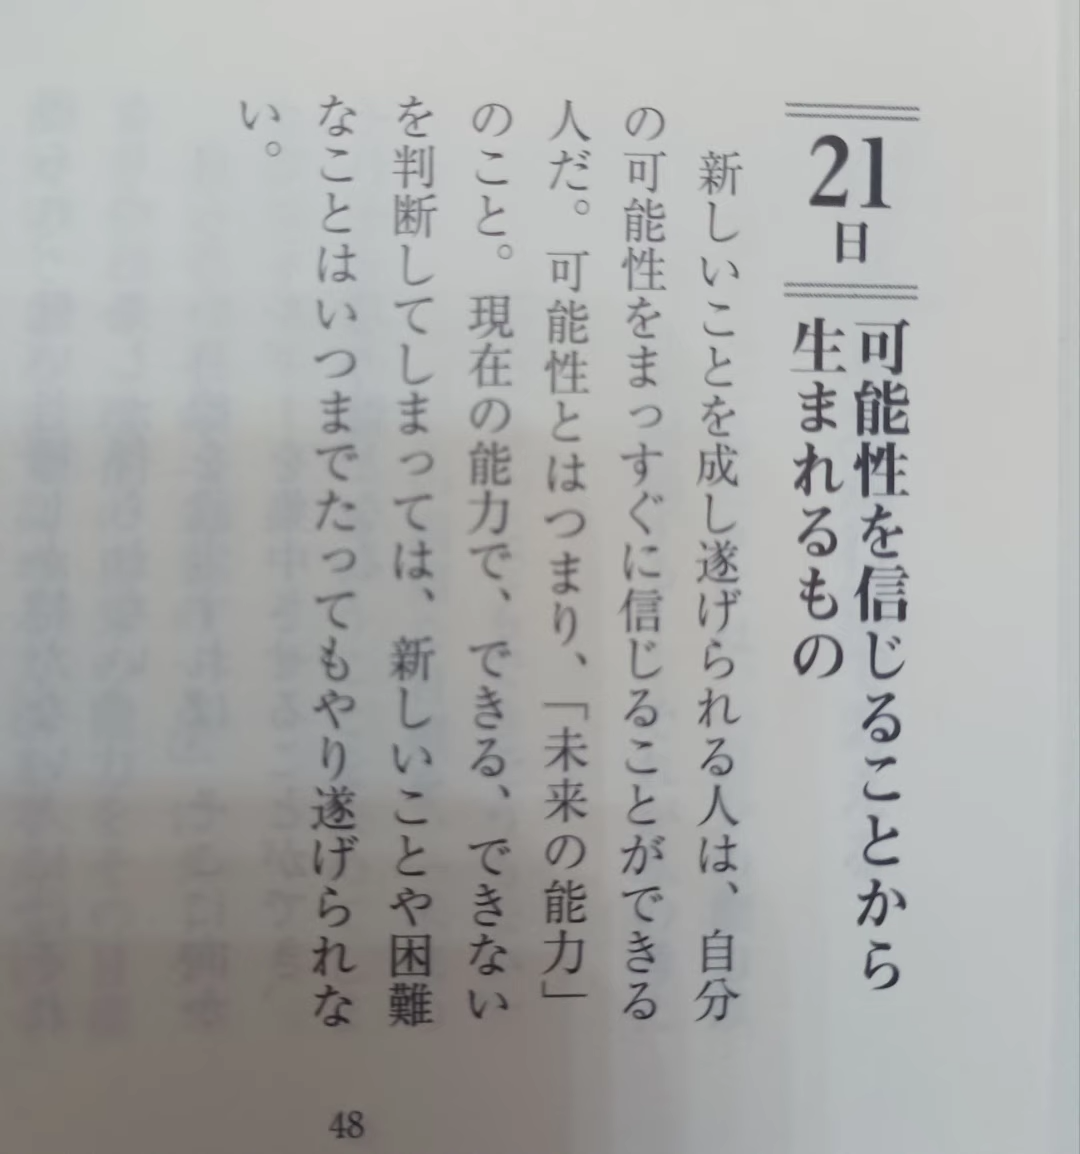 21日
可能性を信じることから
生まれるもの
新しいことを成し遂げられる人は、自分
の可能性をまっすぐに信じることができる
人だ。可能性とはつまり、「未来の能力」
のこと。現在の能力で、できる、できない
を判断してしまっては、新しいことや困難
なことはいつまでたってもやり遂げられな
い。
48